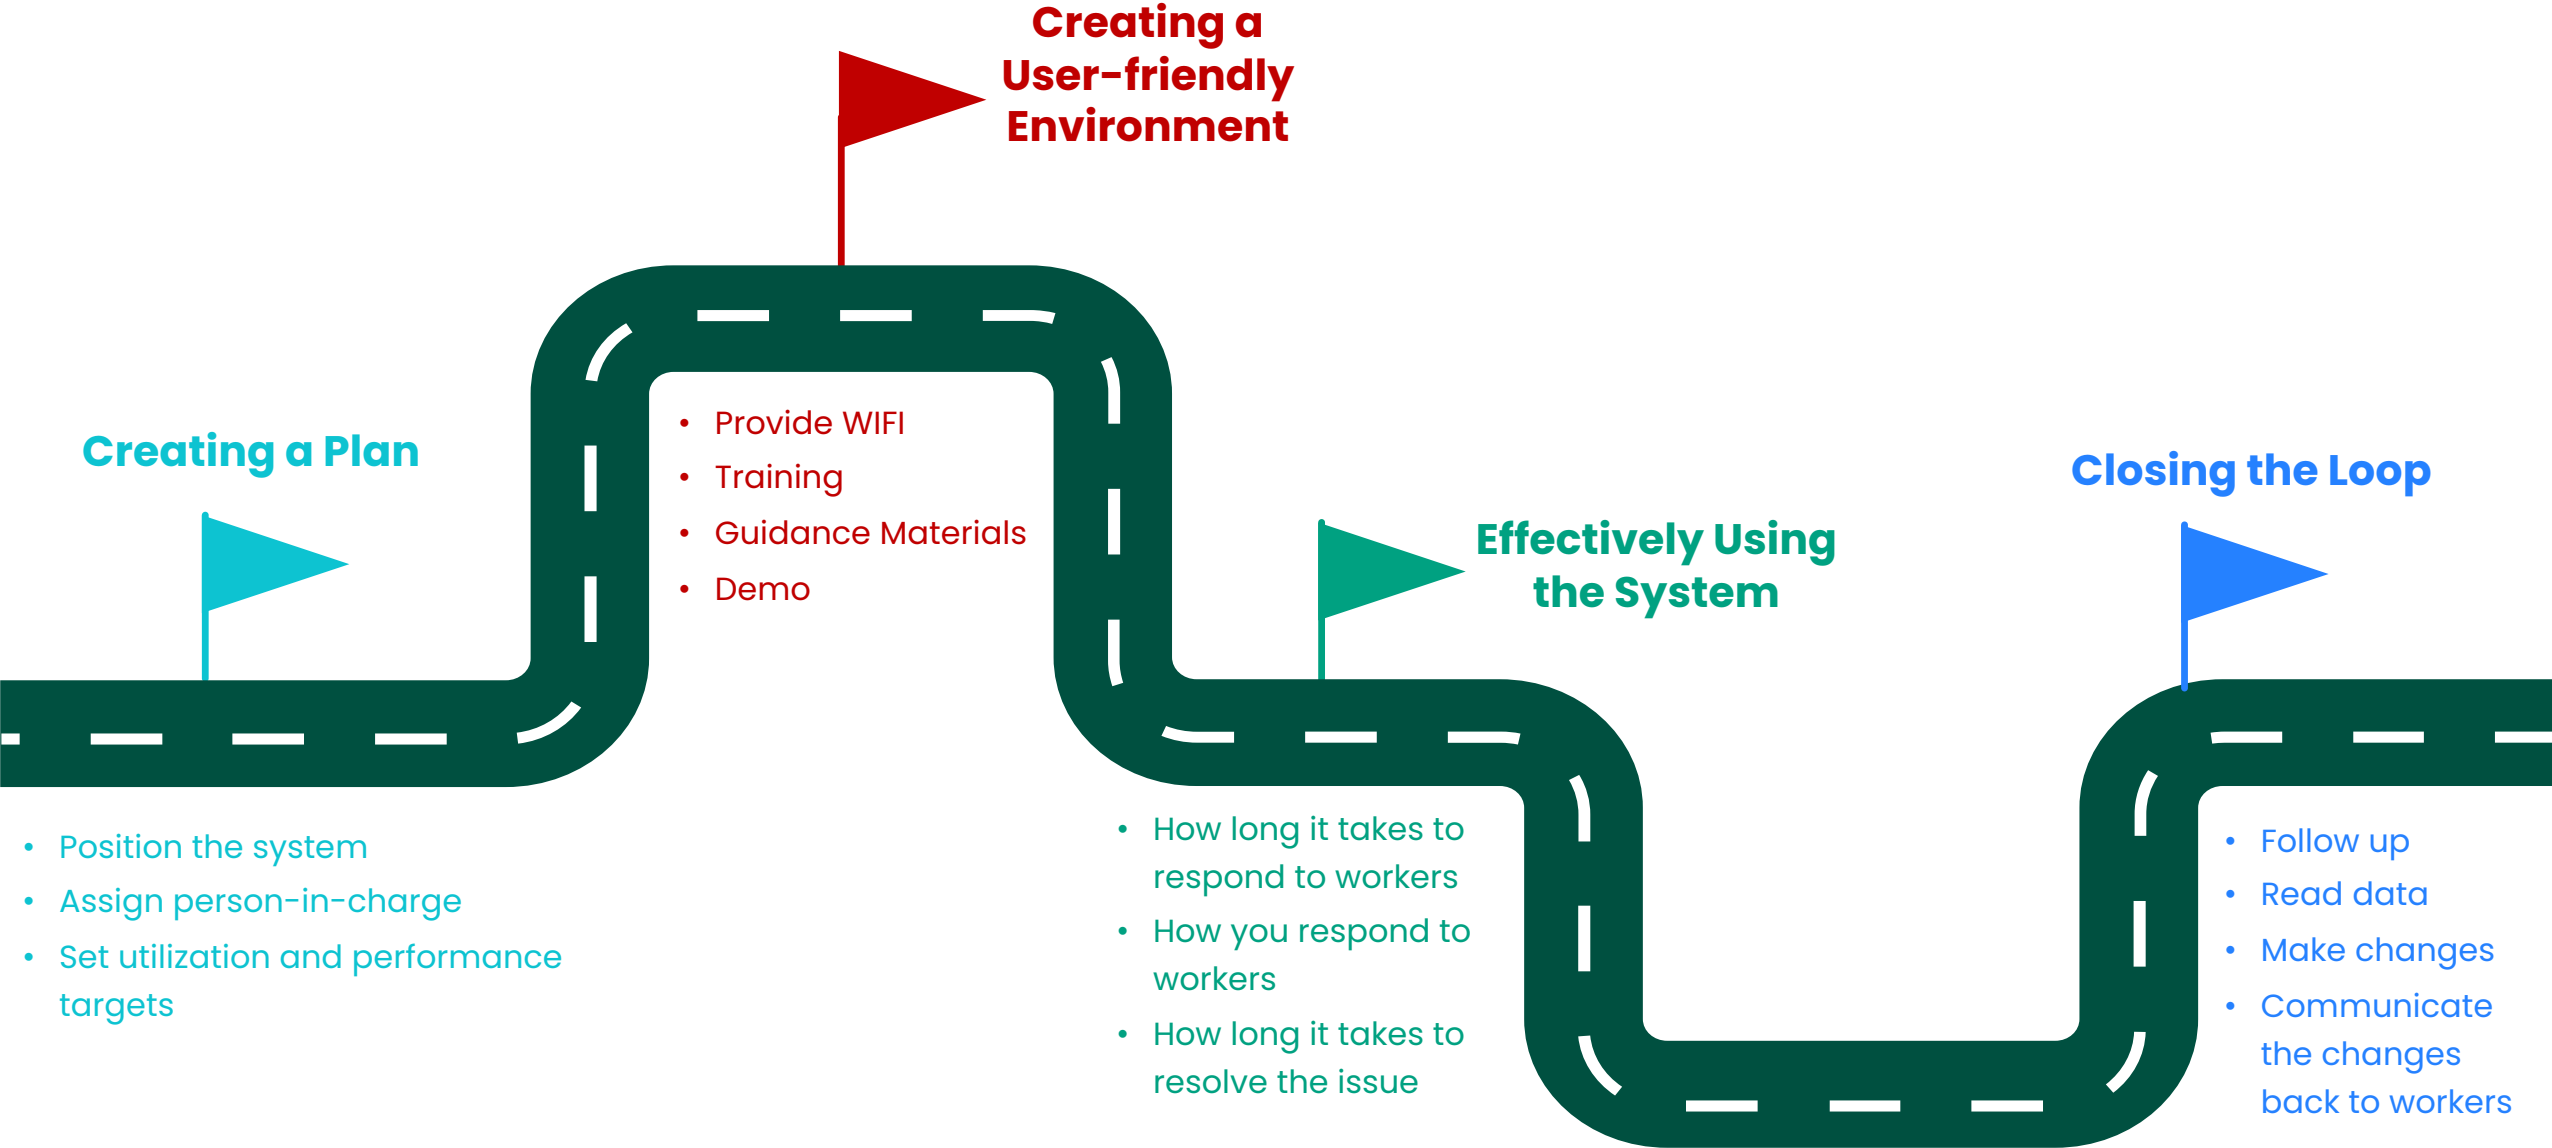 Creating a Plan
• Position the system
• Assign person-in-charge
• Set utilization and performance
targets
Creating a
User-friendly
Environment
• Provide WIFI
• Training
• Guidance Materials
• Demo
Effectively Using
the System
• How long it takes to
respond to workers
• How you respond to
workers
• How long it takes to
resolve the issue
Closing the Loop
• Follow up
• Read data
• Make changes
• Communicate
the changes
back to workers